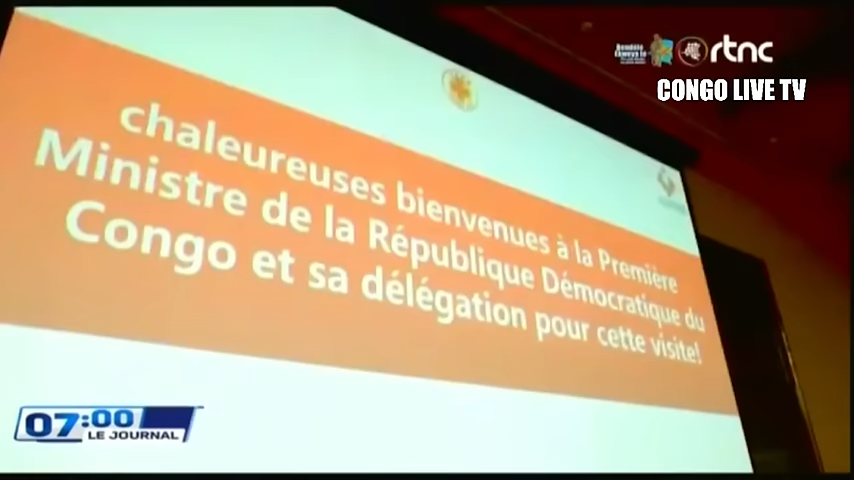 rtnc
CONGO LIVE TV
chaleureuses bienvenues à la Première
Ministre de la République Démocratique du
Congo et sa délégation pour cette visite!
07:00
LE JOURNAL